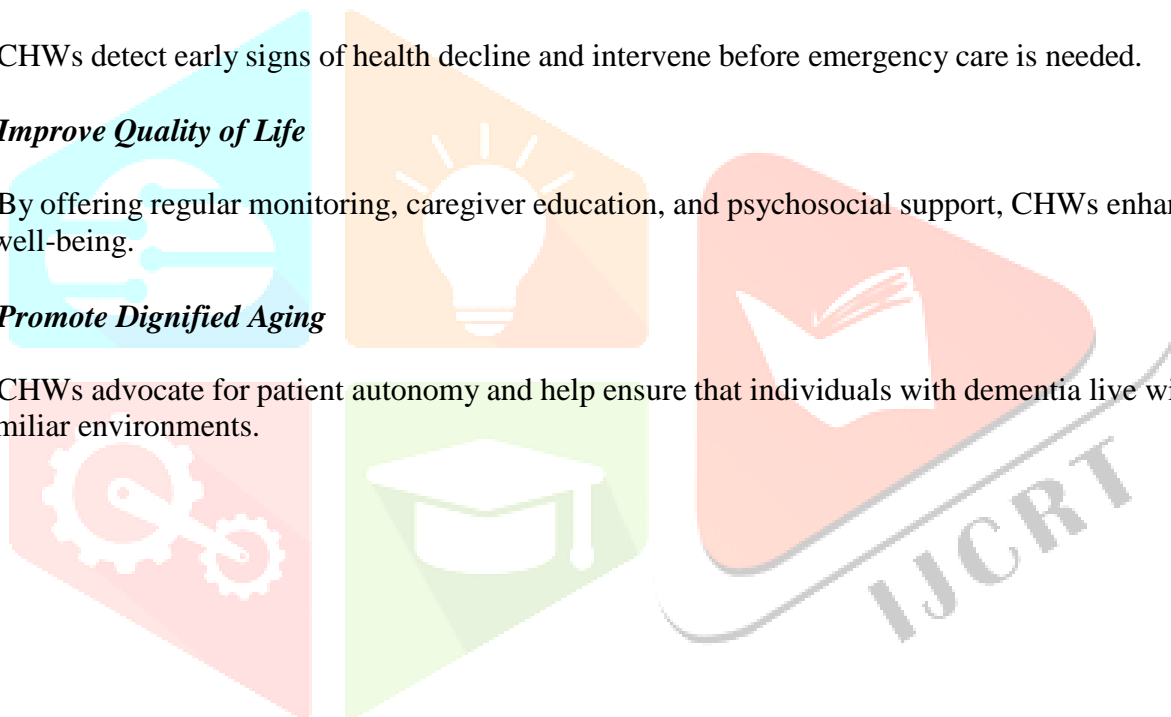 CHWs detect early signs of health decline and intervene before emergency care is needed.
Improve Quality of Life
By offering regular monitoring, caregiver education, and psychosocial support, CHWs enhan
well-being.
Promote Dignified Aging
CHWs advocate for patient autonomy and help ensure that individuals with dementia live wi
miliar environments.
IJCRT